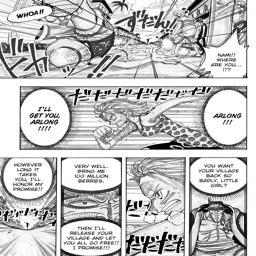 NAMI!!
WHERE
ARE
YOU...
...!?
WHOA!!
ARLONG
!!!
I'LL
GET YOU,
ARLONG
!!!!
YOU WANT
YOUR VILLAGE
BACK SO
BADLY, LITTLE
GIRL?
VERY WELL.
BRING ME
100 MILLION
BERRIES.
THEN I'LL
RELEASE YOUR
VILLAGE AND LET
YOU ALL GO FREE!!
I PROMISE!!!
HOWEVER
LONG IT
TAKES
YOU, I'LL
HONOR MY
PROMISE!!!